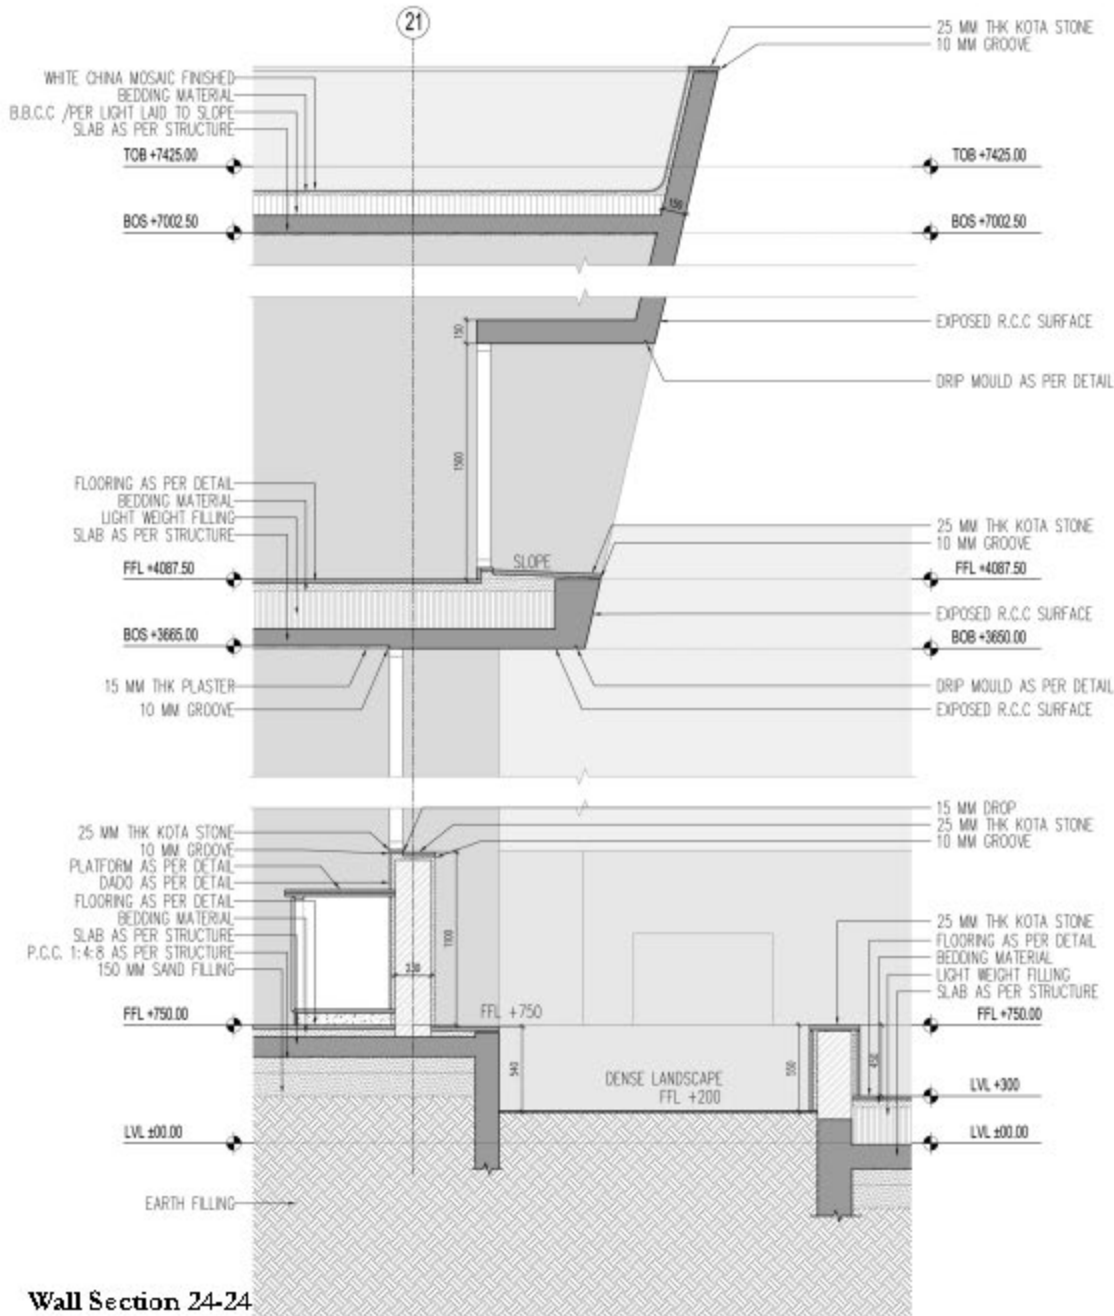 21
25 MM THK KOTA STONE
10 MM GROOVE
WHITE CHINA MOSAIC FINISHED
BEDDING MATERIAL
B.B.C.C /PER LIGHT LAID TO SLOPE
SLAB AS PER STRUCTURE
TOB +7425.00
TOB +7425.00
150
BOS +7002.50
BOS +7002.50
EXPOSED R.C.C SURFACE
150
DRIP MOULD AS PER DETAIL
1500
FLOORING AS PER DETAIL
BEDDING MATERIAL
LIGHT WEIGHT FILLING
SLAB AS PER STRUCTURE
25 MM THK KOTA STONE
10 MM GROOVE
SLOPE
FFL +4087.50
FFL +4087.50
EXPOSED R.C.C SURFACE
BOS +3665.00
BOB +3650.00
15 MM THK PLASTER
10 MM GROOVE
DRIP MOULD AS PER DETAIL
EXPOSED R.C.C SURFACE
15 MM DROP
25 MM THK KOTA STONE
10 MM GROOVE
25 MM THK KOTA STONE
10 MM GROOVE
PLATFORM AS PER DETAIL
DADO AS PER DETAIL
FLOORING AS PER DETAIL
BEDDING MATERIAL
SLAB AS PER STRUCTURE
P.C.C. 1:4:8 AS PER STRUCTURE
150 MM SAND FILLING
1100
230
25 MM THK KOTA STONE
FLOORING AS PER DETAIL
BEDDING MATERIAL
LIGHT WEIGHT FILLING
SLAB AS PER STRUCTURE
FFL +750.00
FFL +750
FFL +750.00
540
550
450
DENSE LANDSCAPE
FFL +200
LVL +300
LVL ±00.00
LVL ±00.00
EARTH FILLING
Wall Section 24-24